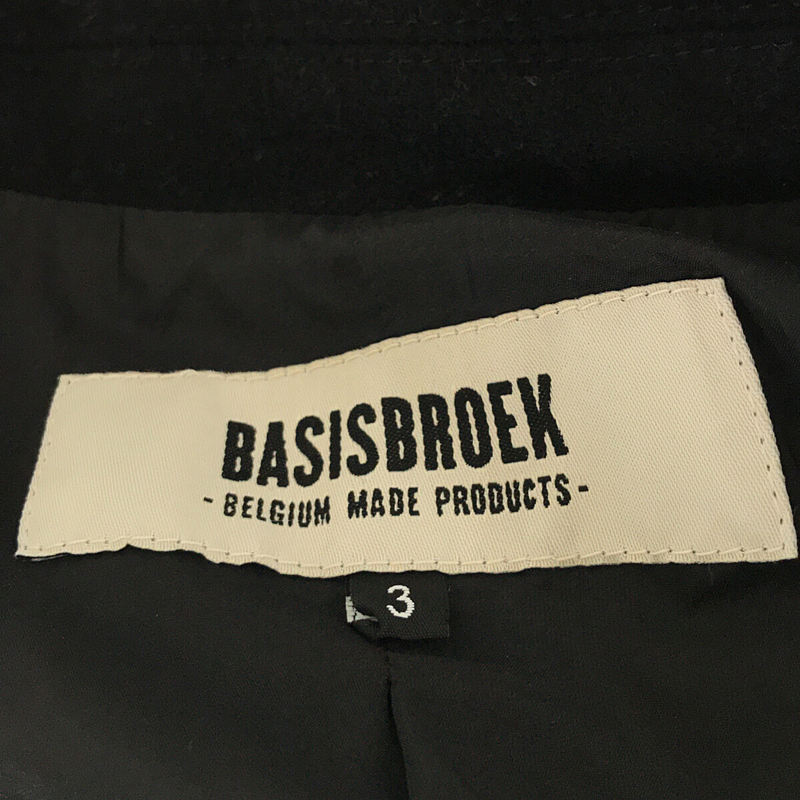 BASISBROEK
- BELGIUM MADE PRODUCTS -
3